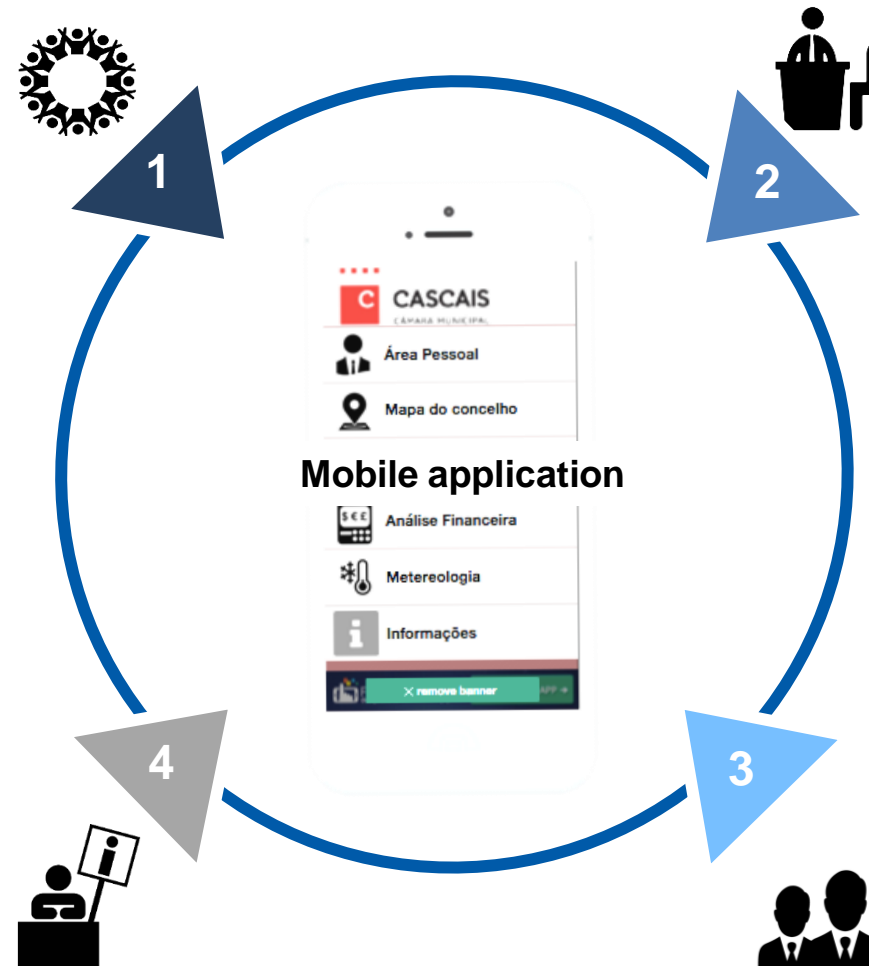 1
2
C CASCAIS
CÂMARA MUNICIPAL
Área Pessoal
Mapa do concelho
Mobile application
$ € £
Análise Financeira
Metereologia
i Informações
× remove banner
APP →
4
3
i